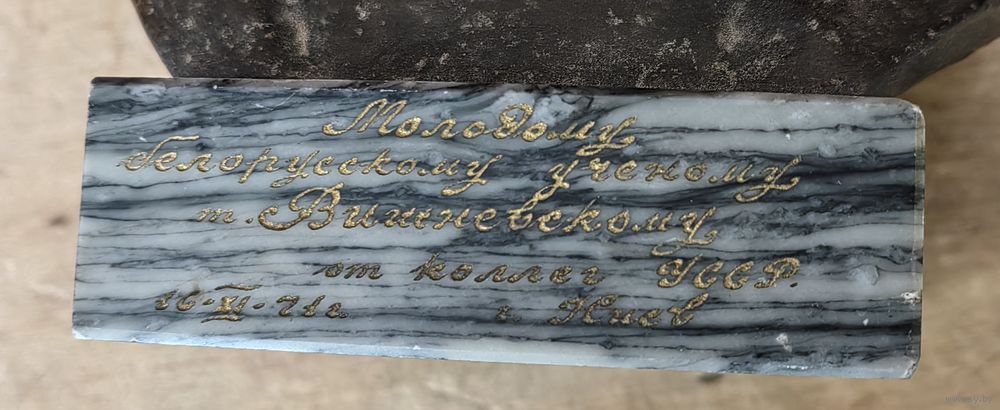 Молодому
белорусскому ученому
т. Вишневскому
от коллег УССР.
16·XI·71г. г. Киев